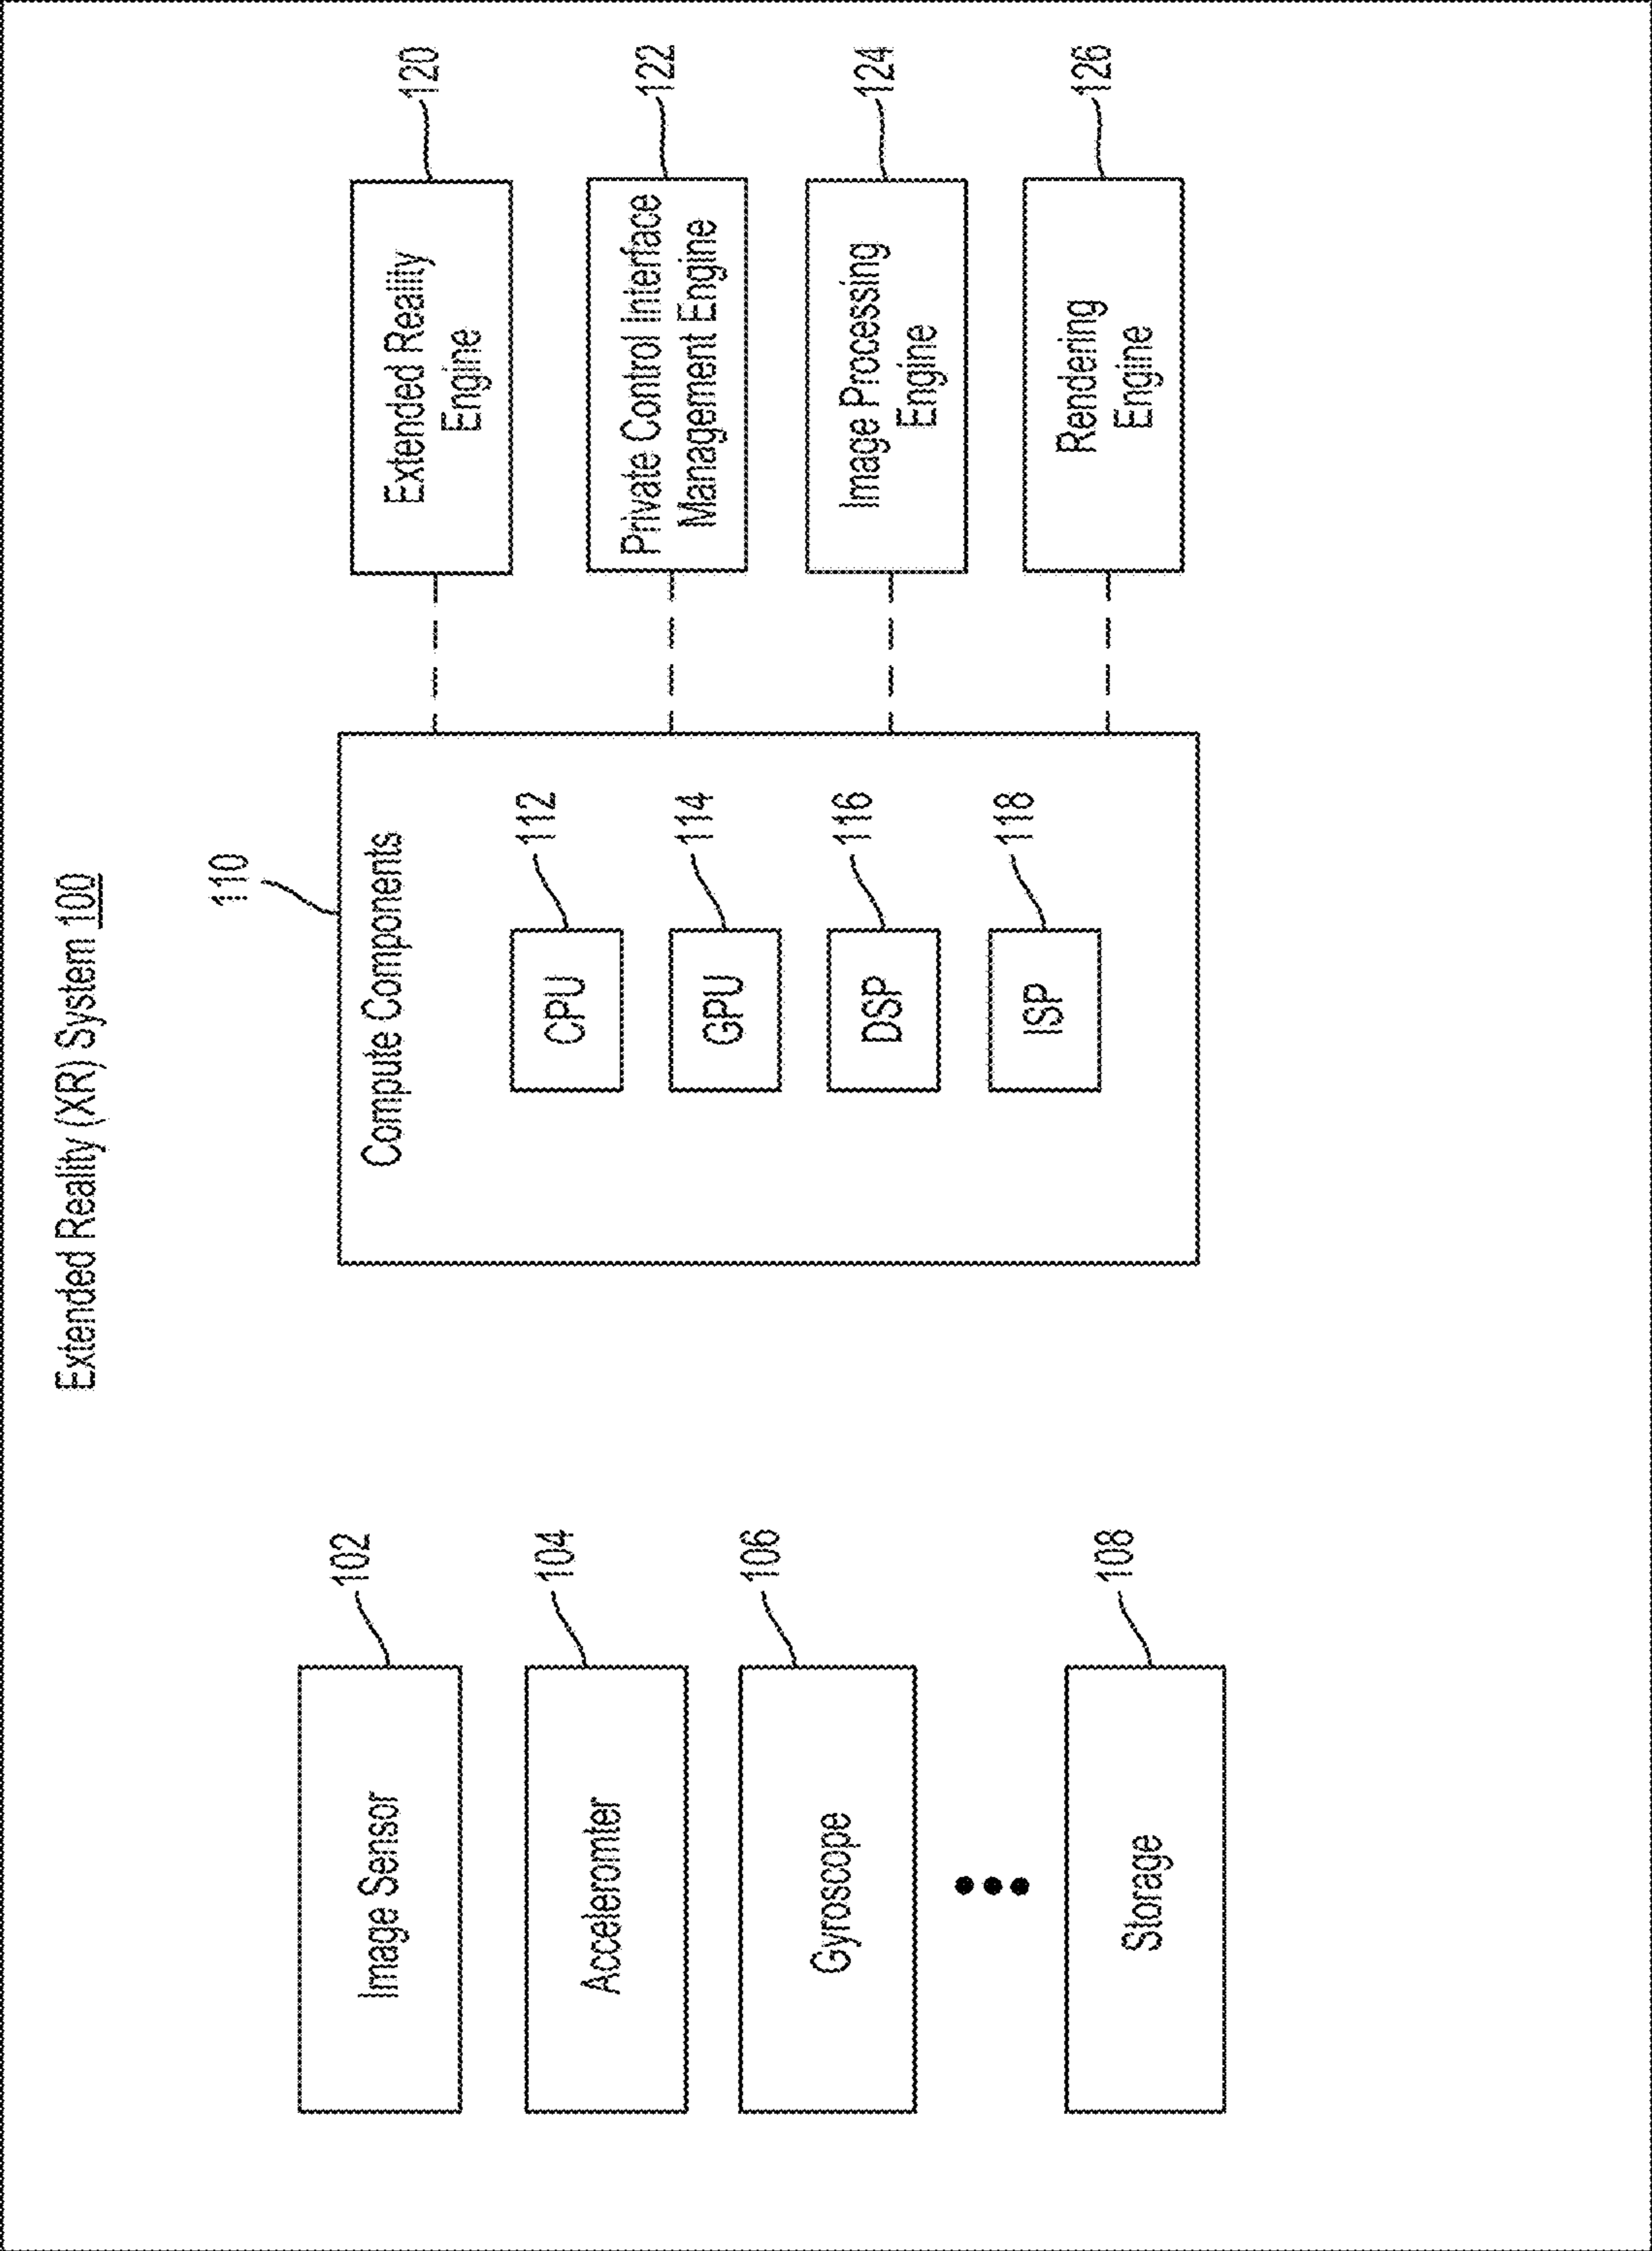 Extended Reality (XR) System 100
102
Image Sensor
104
Acceleromter
106
Gyroscope
108
Storage
110
Compute Components
112
CPU
114
GPU
116
DSP
118
ISP
120
Extended Reality
Engine
122
Private Control Interface
Management Engine
124
Image Processing
Engine
126
Rendering
Engine